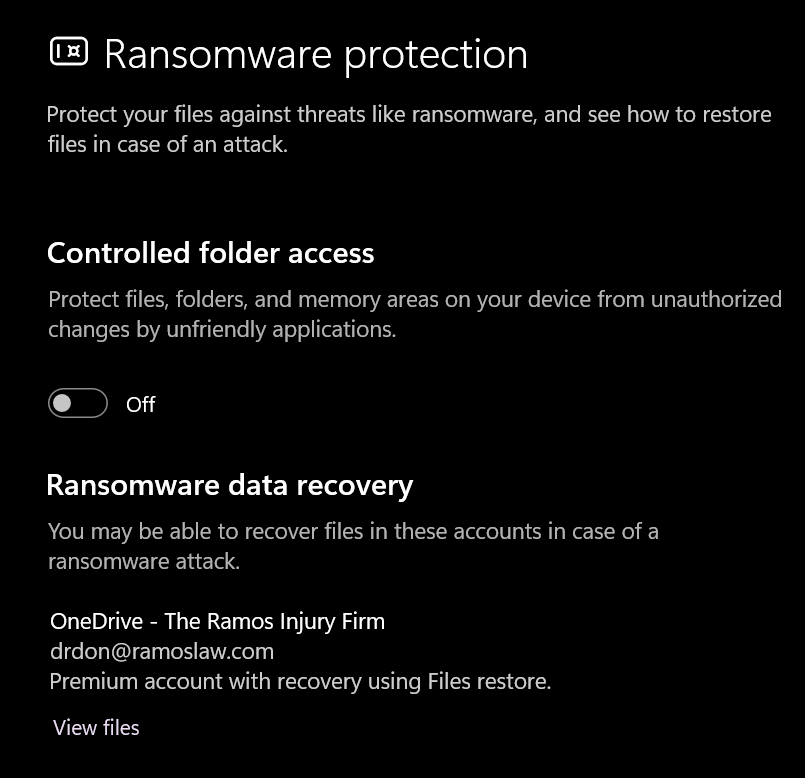 Ransomware protection
Protect your files against threats like ransomware, and see how to restore
files in case of an attack.
Controlled folder access
Protect files, folders, and memory areas on your device from unauthorized
changes by unfriendly applications.
Off
Ransomware data recovery
You may be able to recover files in these accounts in case of a
ransomware attack.
OneDrive - The Ramos Injury Firm
drdon@ramoslaw.com
Premium account with recovery using Files restore.
View files